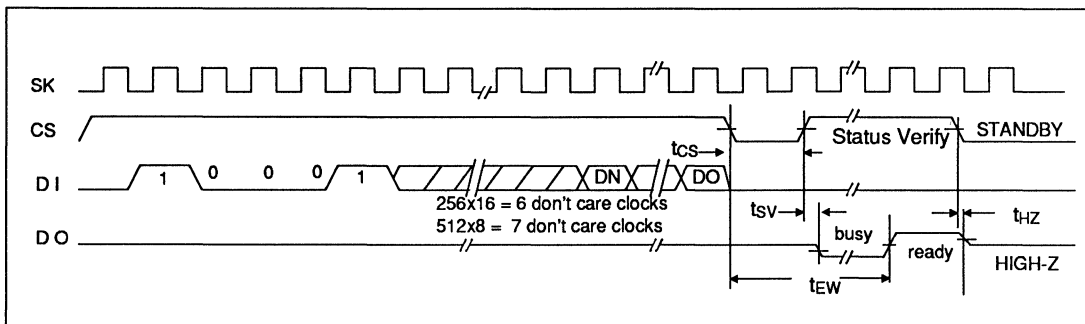 SK
CS
tCS
Status Verify
STANDBY
DI
1 0 0 0 1
DN
DO
256x16 = 6 don't care clocks
512x8 = 7 don't care clocks
tSV
tHZ
DO
busy
ready
HIGH-Z
tEW